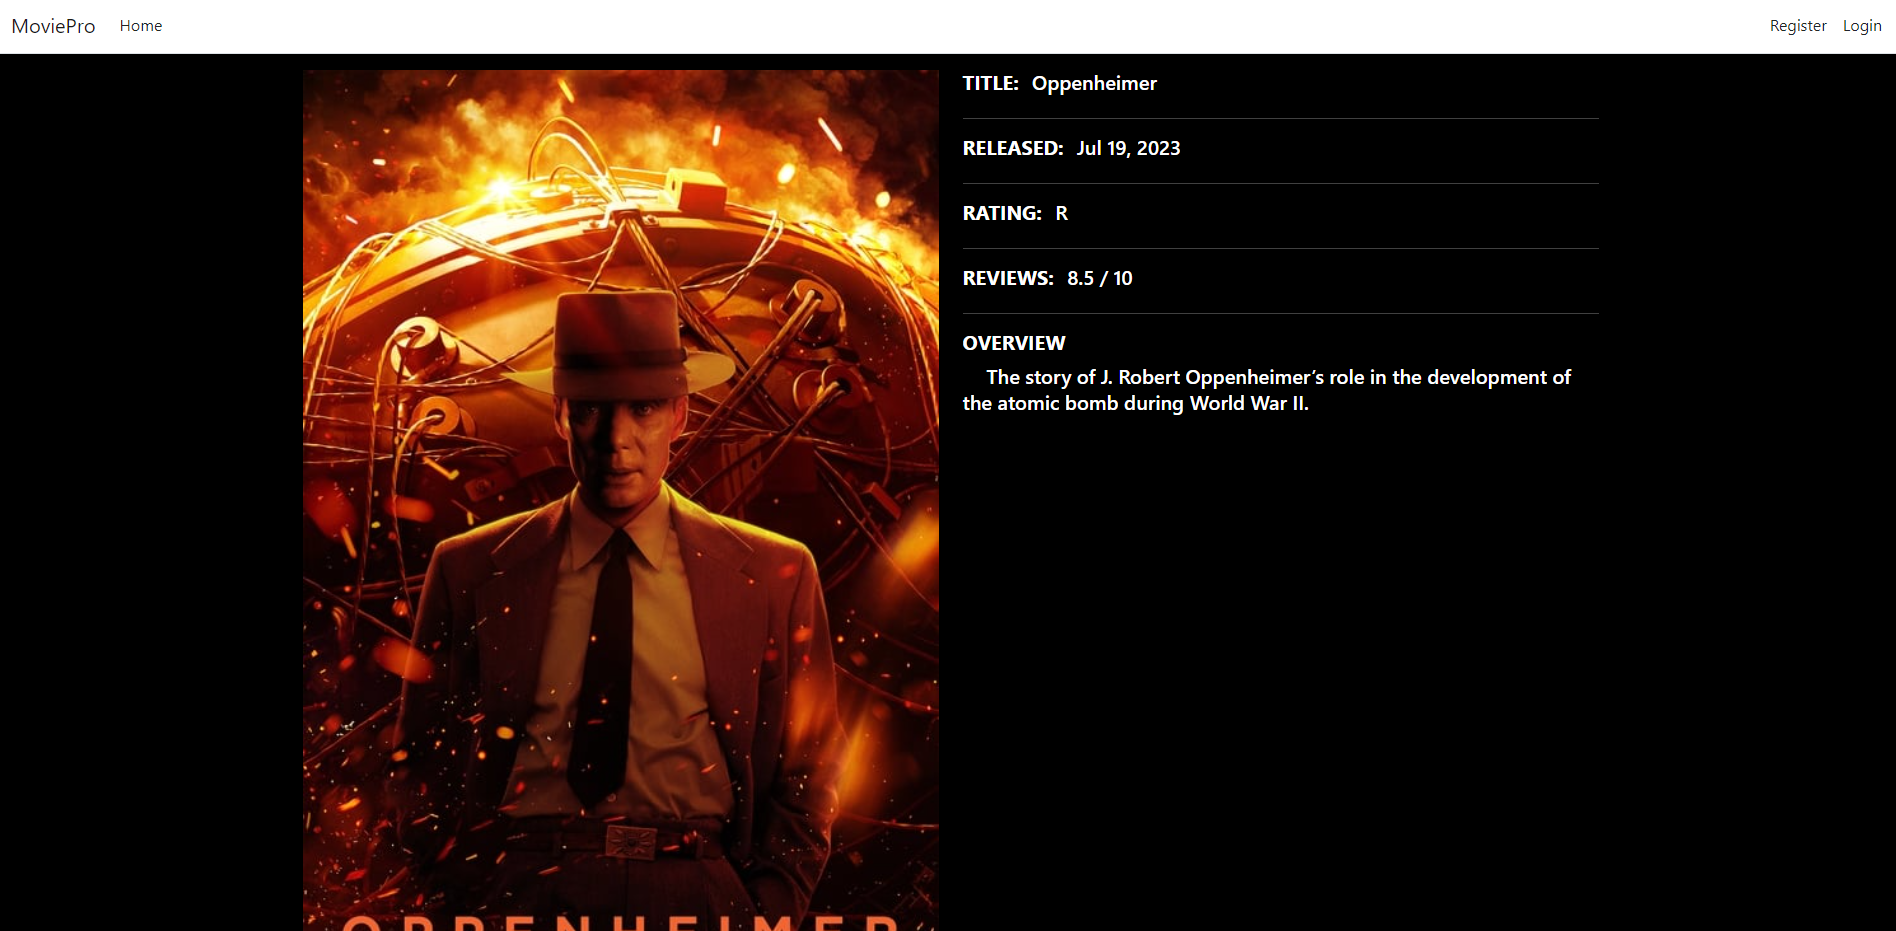 MoviePro Home Register Login
TITLE: Oppenheimer
RELEASED: Jul 19, 2023
RATING: R
REVIEWS: 8.5 / 10
OVERVIEW
The story of J. Robert Oppenheimer's role in the development of
the atomic bomb during World War II.
OPPENHEIMER